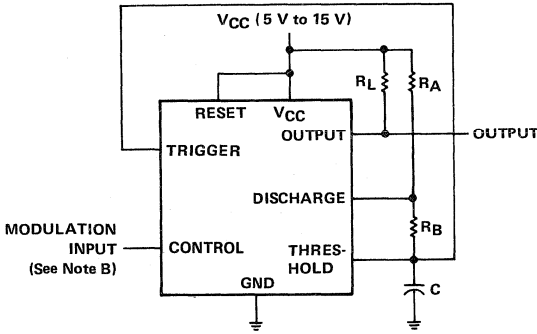 VCC (5 V to 15 V)
RL
RA
RESET
VCC
OUTPUT
OUTPUT
TRIGGER
DISCHARGE
RB
MODULATION
INPUT
(See Note B)
CONTROL
THRES-
HOLD
GND
C